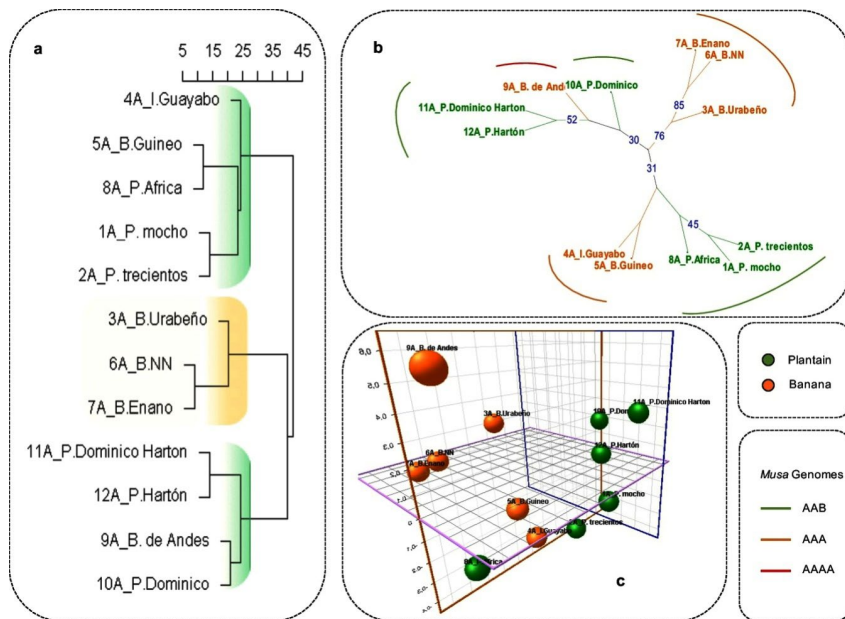 a
5 15 25 35 45
4A_I.Guayabo
5A_B.Guineo
8A_P.Africa
1A_P. mocho
2A_P. trecientos
3A_B.Urabeño
6A_B.NN
7A_B.Enano
11A_P.Dominico Harton
12A_P.Hartón
9A_B. de Andes
10A_P.Dominico
b
7A_B.Enano
6A_B.NN
9A_B. de And
10A_P.Dominico
11A_P.Dominico Harton
12A_P.Hartón
3A_B.Urabeño
85
52
76
30
31
45
4A_I.Guayabo
5A_B.Guineo
8A_P.Africa
2A_P. trecientos
1A_P. mocho
9A_B. de Andes
11A_P.Dominico Harton
3A_B.Urabeño
6A_B.NN
7A_B.Enano
5A_B.Guineo
c
Plantain
Banana
Musa Genomes
AAB
AAA
AAAA